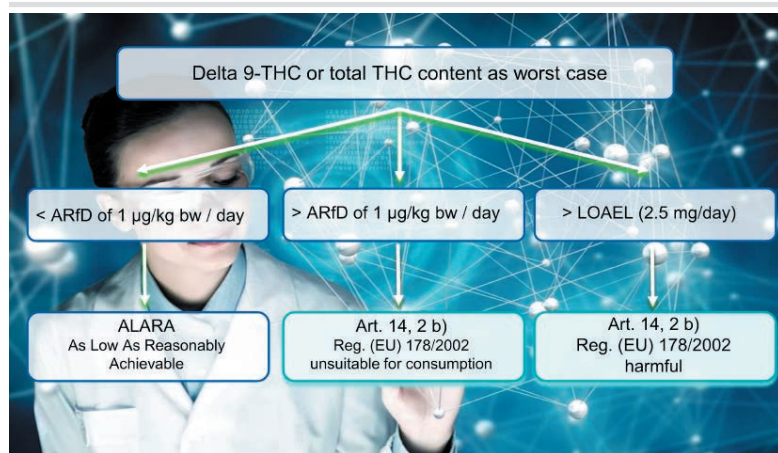 Delta 9-THC or total THC content as worst case
< ARfD of 1 µg/kg bw / day
> ARfD of 1 µg/kg bw / day
> LOAEL (2.5 mg/day)
ALARA
As Low As Reasonably
Achievable
Art. 14, 2 b)
Reg. (EU) 178/2002
unsuitable for consumption
Art. 14, 2 b)
Reg. (EU) 178/2002
harmful